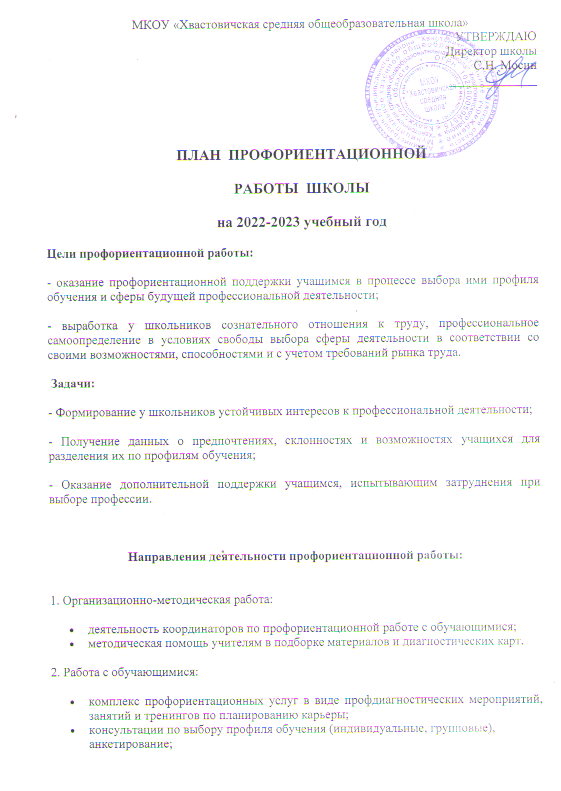 МКОУ «Хвастовичская средняя общеобразовательная школа»
УТВЕРЖДАЮ
Директор школы
С.Н. Мосин
МКОУ
"ХВАСТОВИЧСКАЯ
СРЕДНЯЯ
ШКОЛА"
ПЛАН ПРОФОРИЕНТАЦИОННОЙ
РАБОТЫ ШКОЛЫ
на 2022-2023 учебный год
Цели профориентационной работы:
- оказание профориентационной поддержки учащимся в процессе выбора ими профиля
обучения и сферы будущей профессиональной деятельности;
- выработка у школьников сознательного отношения к труду, профессиональное
самоопределение в условиях свободы выбора сферы деятельности в соответствии со
своими возможностями, способностями и с учетом требований рынка труда.
Задачи:
- Формирование у школьников устойчивых интересов к профессиональной деятельности;
- Получение данных о предпочтениях, склонностях и возможностях учащихся для
разделения их по профилям обучения;
- Оказание дополнительной поддержки учащимся, испытывающим затруднения при
выборе профессии.
Направления деятельности профориентационной работы:
1. Организационно-методическая работа:
• деятельность координаторов по профориентационной работе с обучающимися;
• методическая помощь учителям в подборке материалов и диагностических карт.
2. Работа с обучающимися:
• комплекс профориентационных услуг в виде профдиагностических мероприятий,
занятий и тренингов по планированию карьеры;
• консультации по выбору профиля обучения (индивидуальные, групповые),
анкетирование;